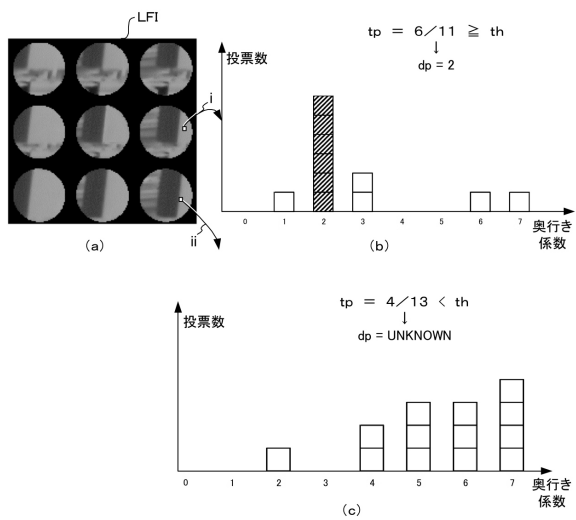 LFI
i
ii
(a)
tp = 6/11 ≧ th
↓
dp = 2
投票数
0 1 2 3 4 5 6 7
奥行き
係数
(b)
tp = 4/13 < th
↓
dp = UNKNOWN
投票数
0 1 2 3 4 5 6 7
奥行き
係数
(c)